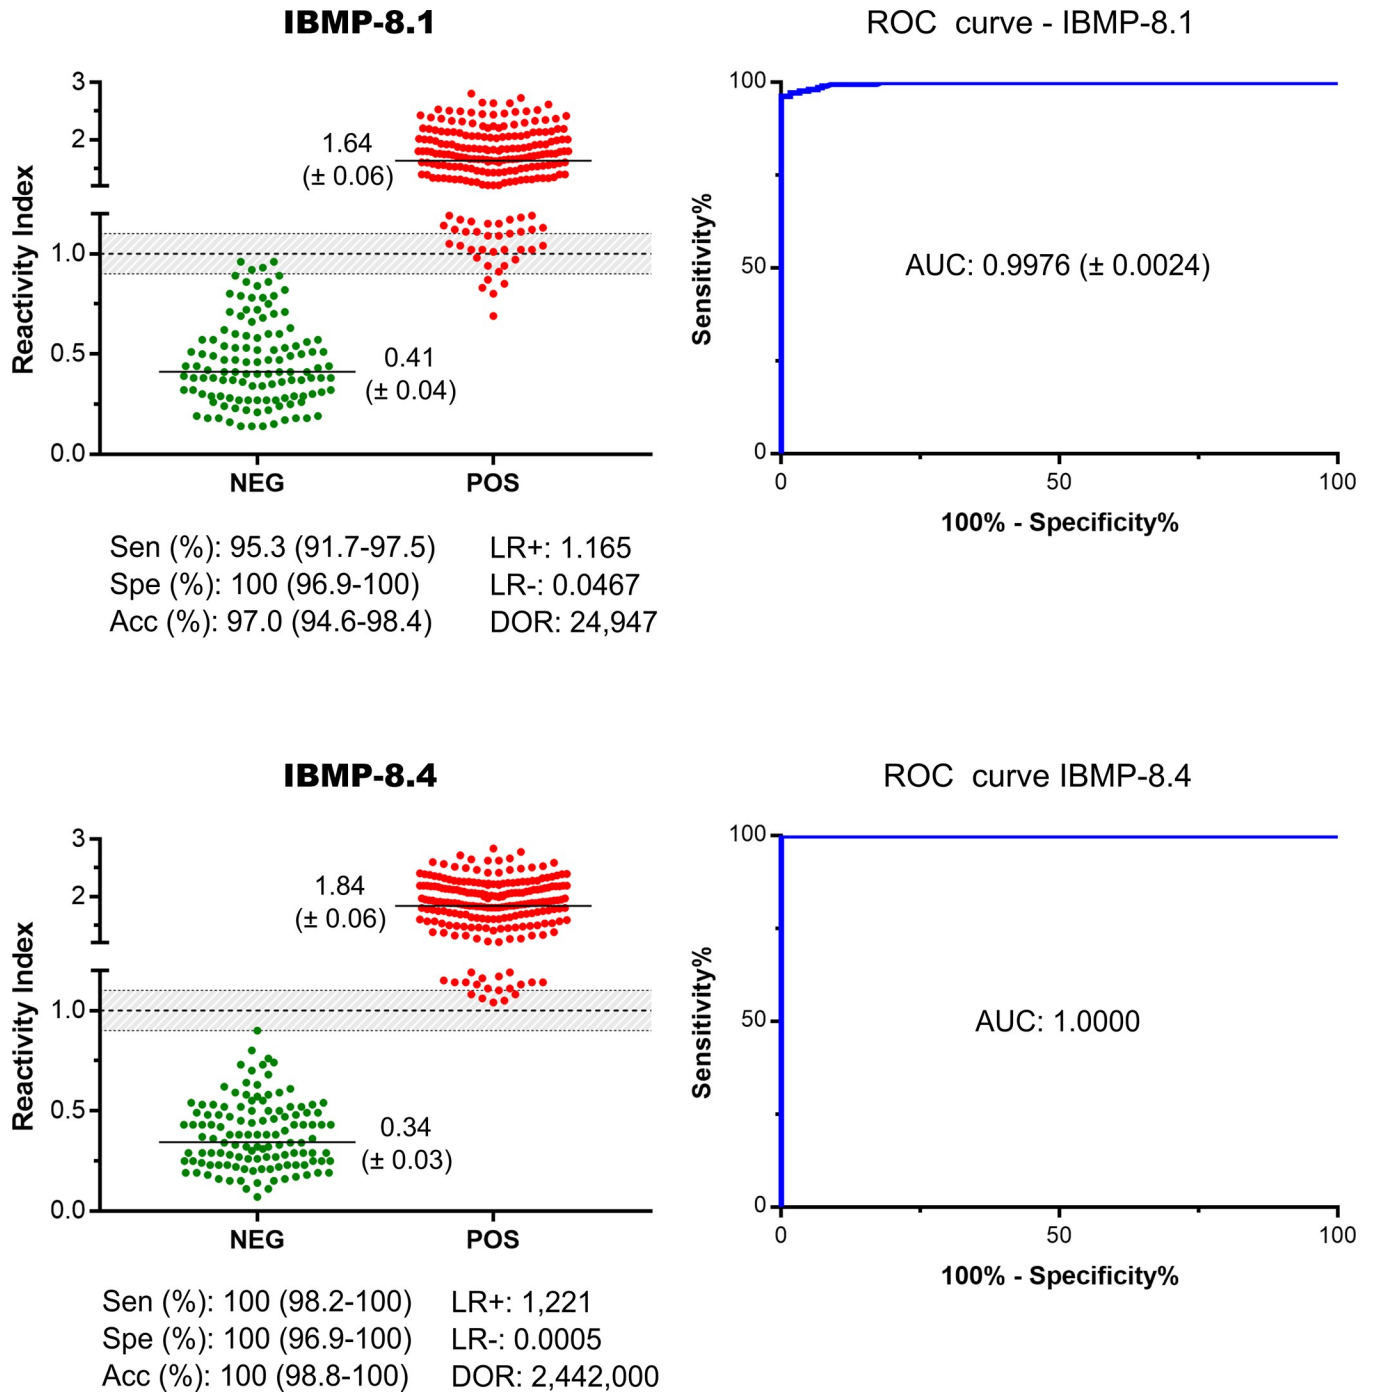 IBMP-8.1
ROC curve - IBMP-8.1
3
2
1.0
0.5
0.0
Reactivity Index
1.64
(± 0.06)
0.41
(± 0.04)
NEG
POS
100
50
0
Sensitivity%
AUC: 0.9976 (± 0.0024)
0
50
100
100% - Specificity%
Sen (%): 95.3 (91.7-97.5)
LR+: 1.165
Spe (%): 100 (96.9-100)
LR-: 0.0467
Acc (%): 97.0 (94.6-98.4)
DOR: 24,947
IBMP-8.4
ROC curve IBMP-8.4
3
2
1.0
0.5
0.0
Reactivity Index
1.84
(± 0.06)
0.34
(± 0.03)
NEG
POS
100
50
0
Sensitivity%
AUC: 1.0000
0
50
100
100% - Specificity%
Sen (%): 100 (98.2-100)
LR+: 1,221
Spe (%): 100 (96.9-100)
LR-: 0.0005
Acc (%): 100 (98.8-100)
DOR: 2,442,000